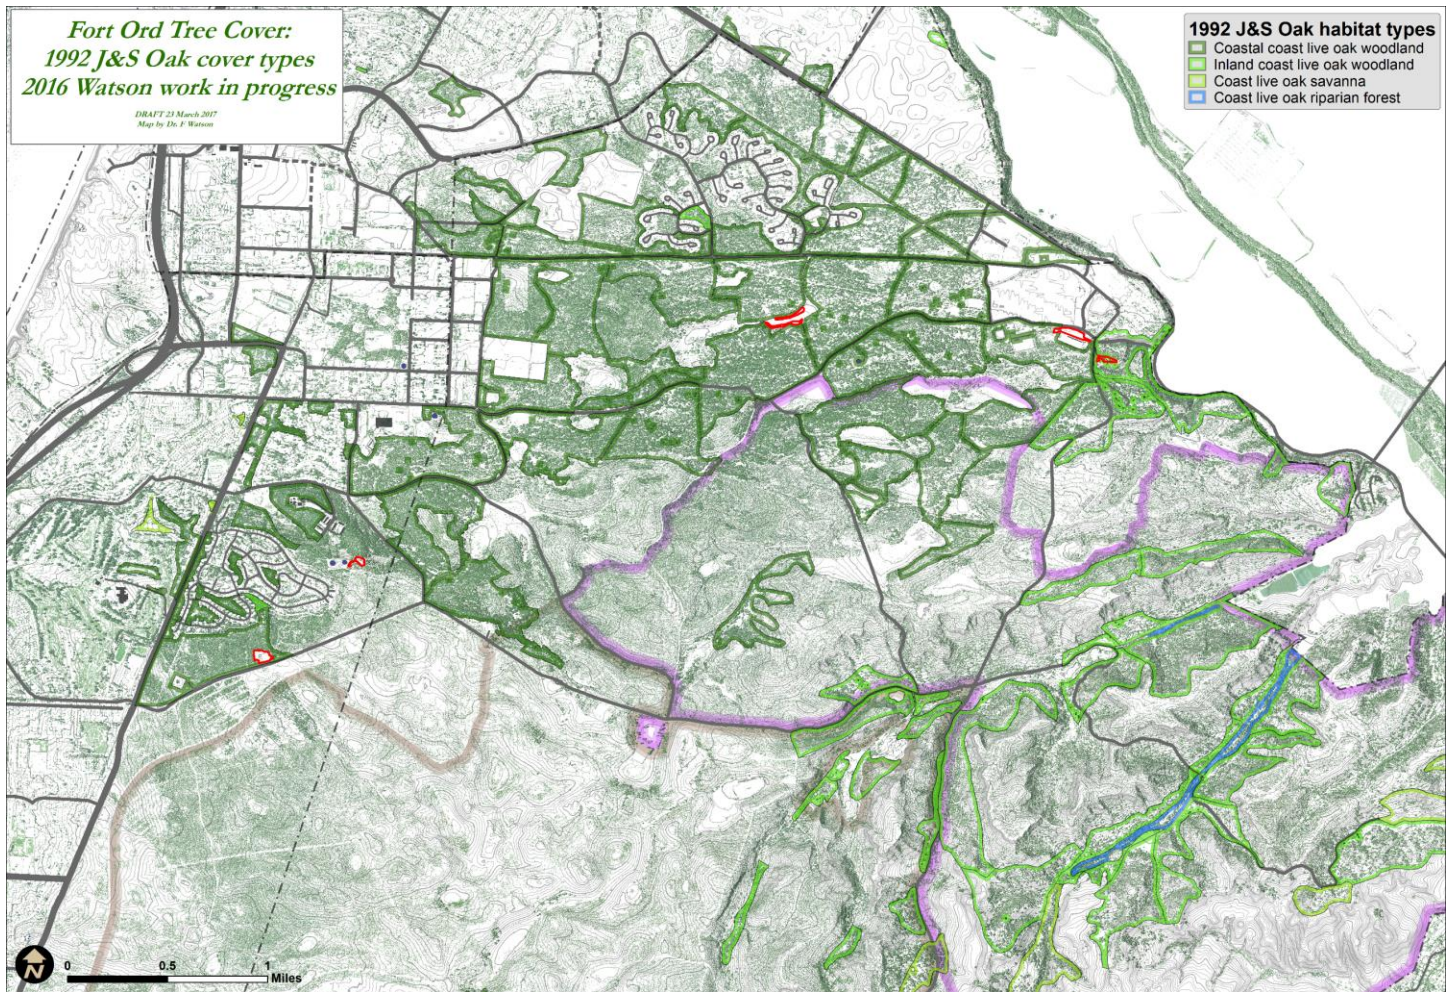 Fort Ord Tree Cover:
1992 J&S Oak cover types
2016 Watson work in progress
DRAFT 23 March 2017
Map by Dr. F Watson
1992 J&S Oak habitat types
Coastal coast live oak woodland
Inland coast live oak woodland
Coast live oak savanna
Coast live oak riparian forest
N
0 0.5 1
Miles